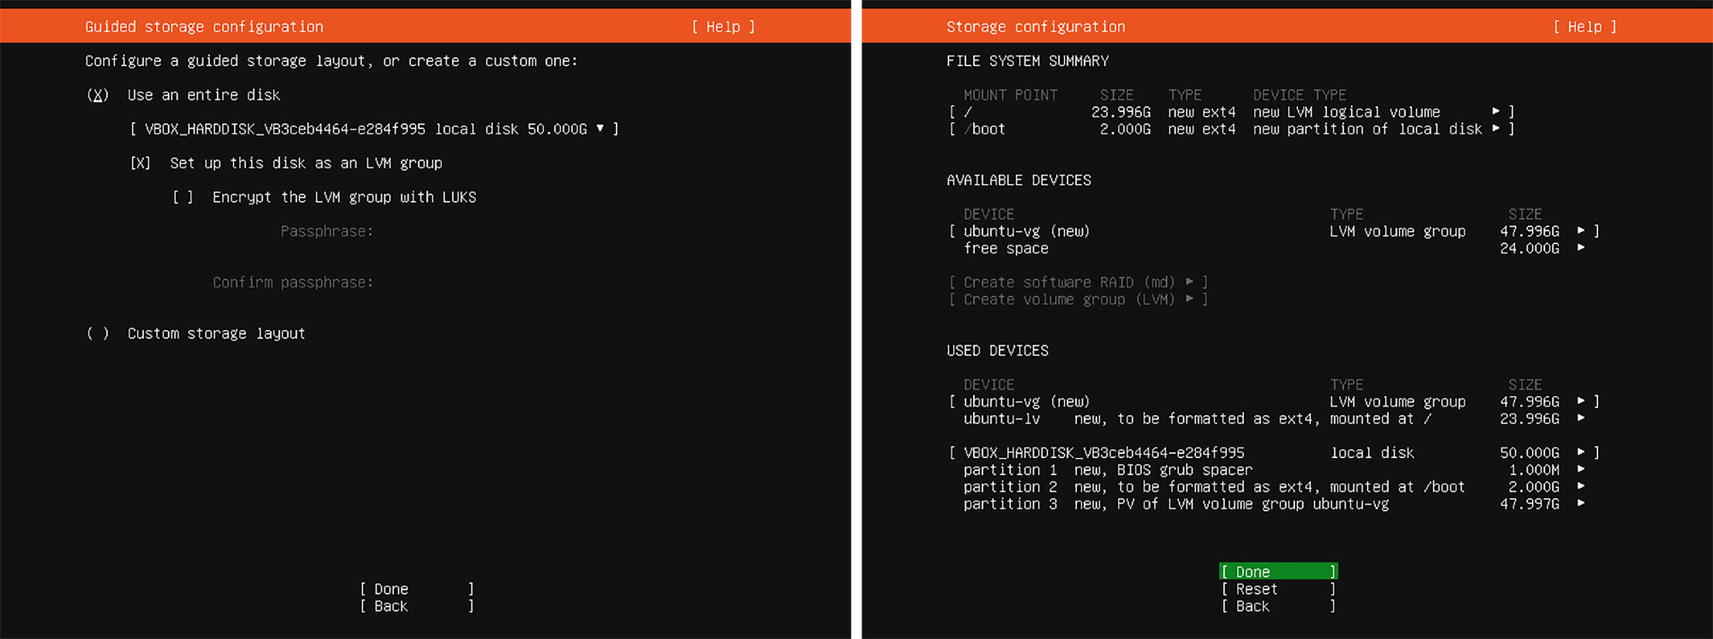 Guided storage configuration [ Help ]
Configure a guided storage layout, or create a custom one:
(X) Use an entire disk
[ VBOX_HARDDISK_VB3ceb4464-e284f995 local disk 50.000G ▾ ]
[X] Set up this disk as an LVM group
[ ] Encrypt the LVM group with LUKS
Passphrase:
Confirm passphrase:
( ) Custom storage layout
[ Done ]
[ Back ]
Storage configuration [ Help ]
FILE SYSTEM SUMMARY
MOUNT POINT SIZE TYPE DEVICE TYPE
[ / 23.996G new ext4 new LVM logical volume ▸ ]
[ /boot 2.000G new ext4 new partition of local disk ▸ ]
AVAILABLE DEVICES
DEVICE TYPE SIZE
[ ubuntu-vg (new) LVM volume group 47.996G ▸ ]
free space 24.000G ▸
[ Create software RAID (md) ▸ ]
[ Create volume group (LVM) ▸ ]
USED DEVICES
DEVICE TYPE SIZE
[ ubuntu-vg (new) LVM volume group 47.996G ▸ ]
ubuntu-lv new, to be formatted as ext4, mounted at / 23.996G ▸
[ VBOX_HARDDISK_VB3ceb4464-e284f995 local disk 50.000G ▸ ]
partition 1 new, BIOS grub spacer 1.000M ▸
partition 2 new, to be formatted as ext4, mounted at /boot 2.000G ▸
partition 3 new, PV of LVM volume group ubuntu-vg 47.997G ▸
[ Done ]
[ Reset ]
[ Back ]